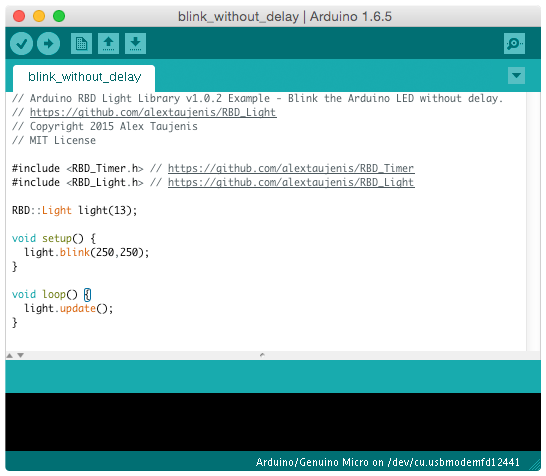 blink_without_delay | Arduino 1.6.5
blink_without_delay
// Arduino RBD Light Library v1.0.2 Example - Blink the Arduino LED without delay.
// https://github.com/alextaujenis/RBD_Light
// Copyright 2015 Alex Taujenis
// MIT License
#include <RBD_Timer.h> // https://github.com/alextaujenis/RBD_Timer
#include <RBD_Light.h> // https://github.com/alextaujenis/RBD_Light
RBD::Light light(13);
void setup() {
  light.blink(250,250);
}
void loop() {
  light.update();
}
Arduino/Genuino Micro on /dev/cu.usbmodemfd12441